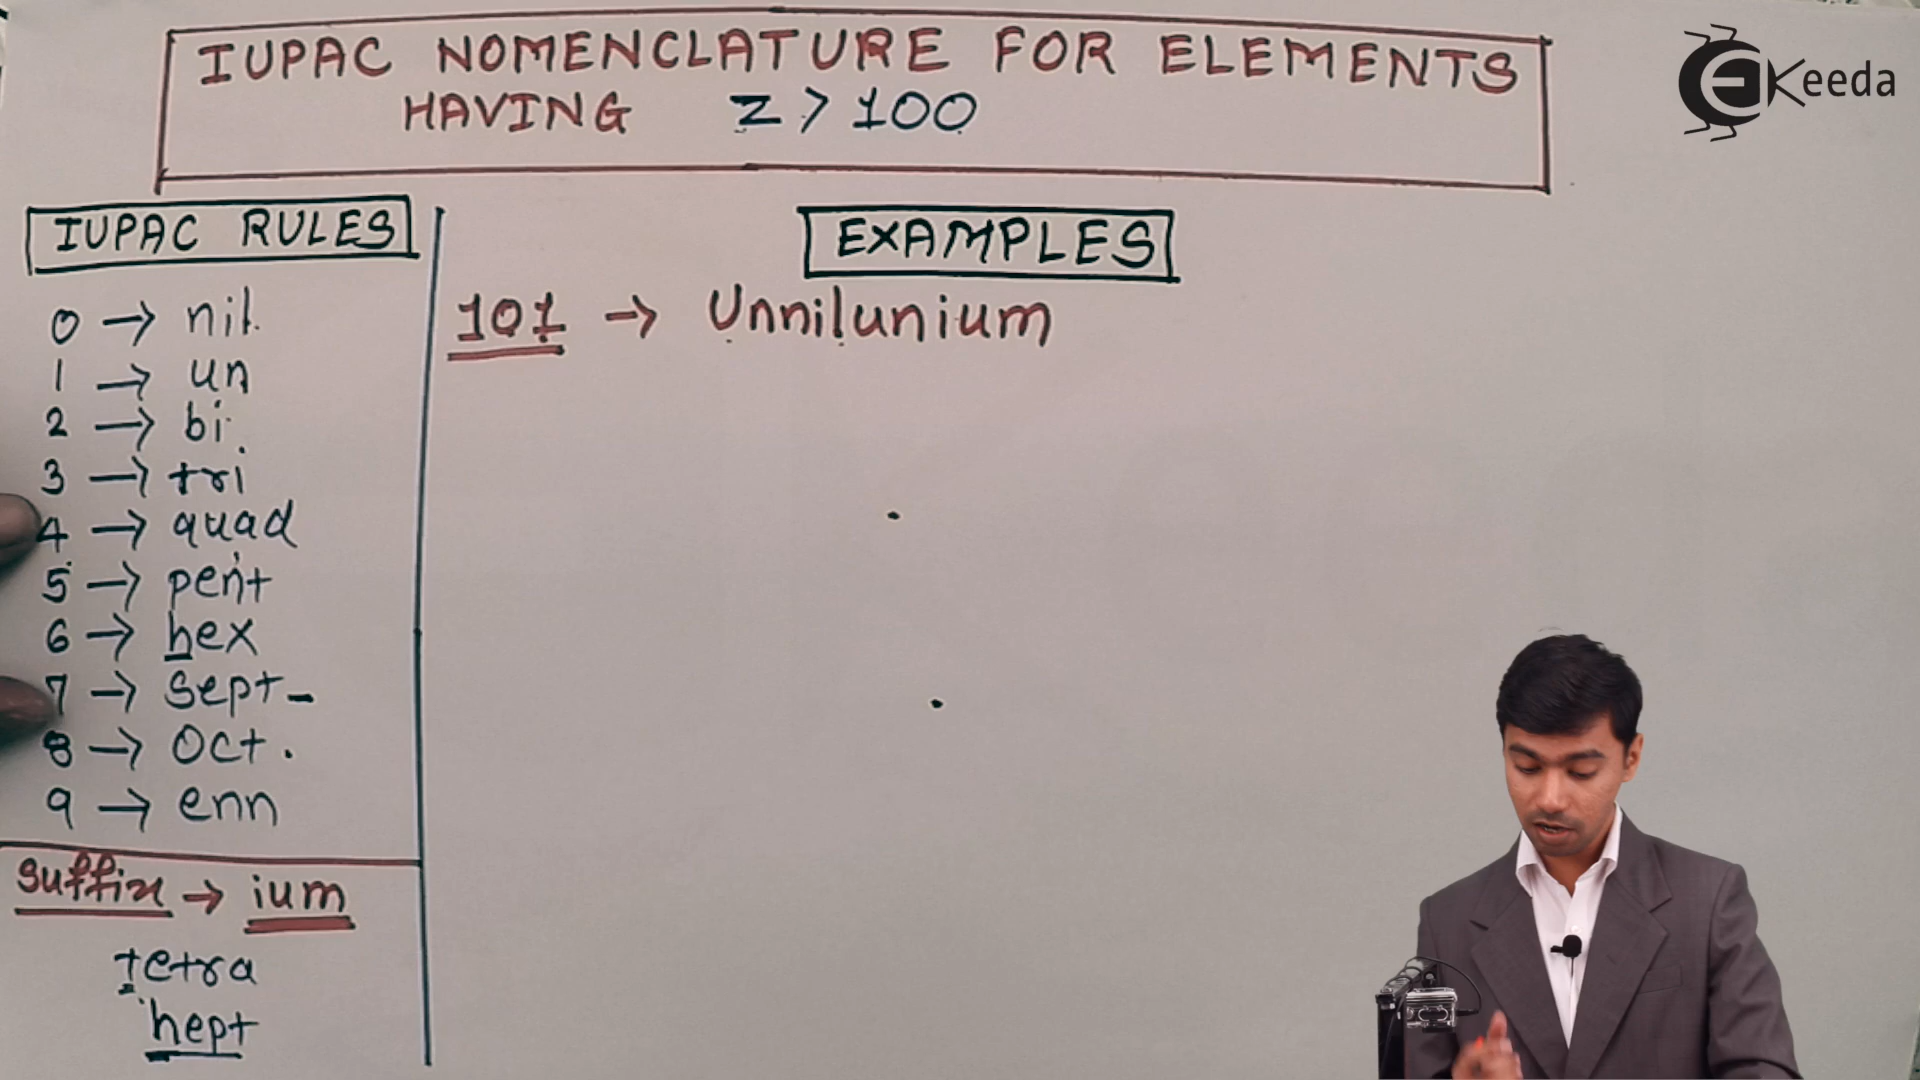 IUPAC NOMENCLATURE FOR ELEMENTS
HAVING Z > 100
EKeeda
IUPAC RULES
0 → nil
1 → un
2 → bi
3 → tri
4 → quad
5 → pent
6 → hex
7 → sept
8 → oct
9 → enn
suffix → ium
tetra
hept
EXAMPLES
101 → Unnilunium